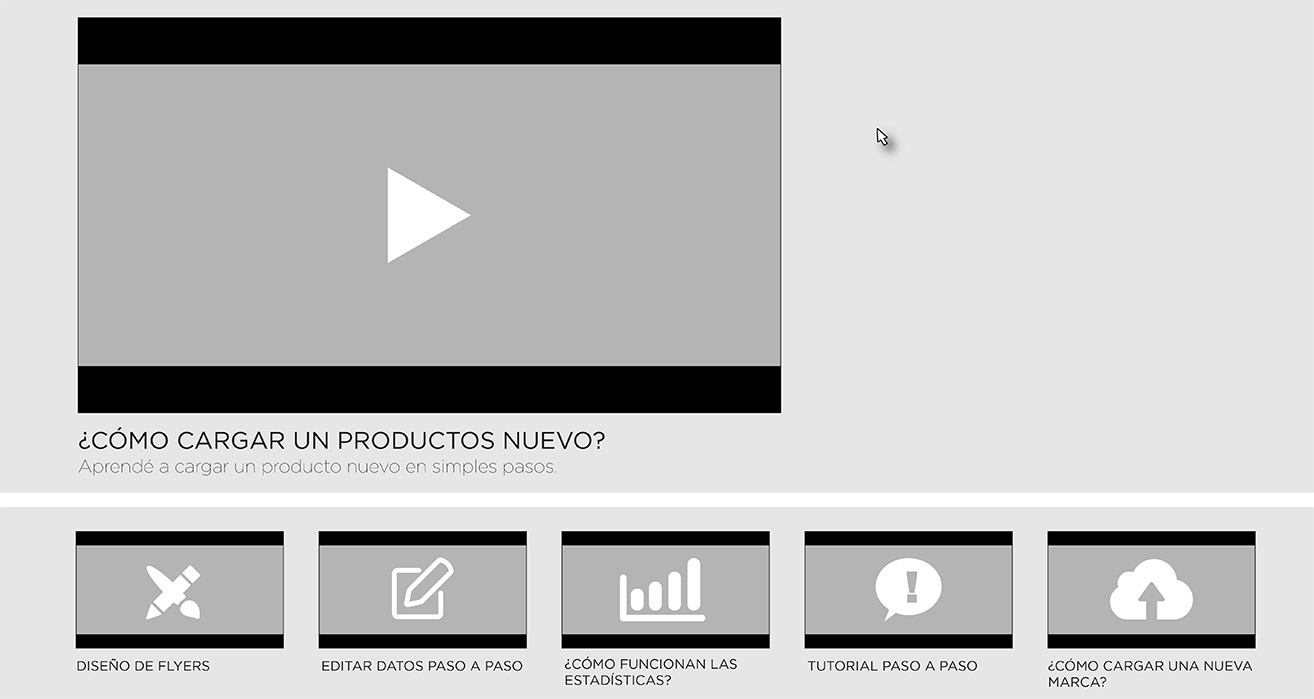 ¿CÓMO CARGAR UN PRODUCTOS NUEVO?
Aprendé a cargar un producto nuevo en simples pasos.
DISEÑO DE FLYERS
EDITAR DATOS PASO A PASO
¿CÓMO FUNCIONAN LAS
ESTADÍSTICAS?
TUTORIAL PASO A PASO
¿CÓMO CARGAR UNA NUEVA
MARCA?